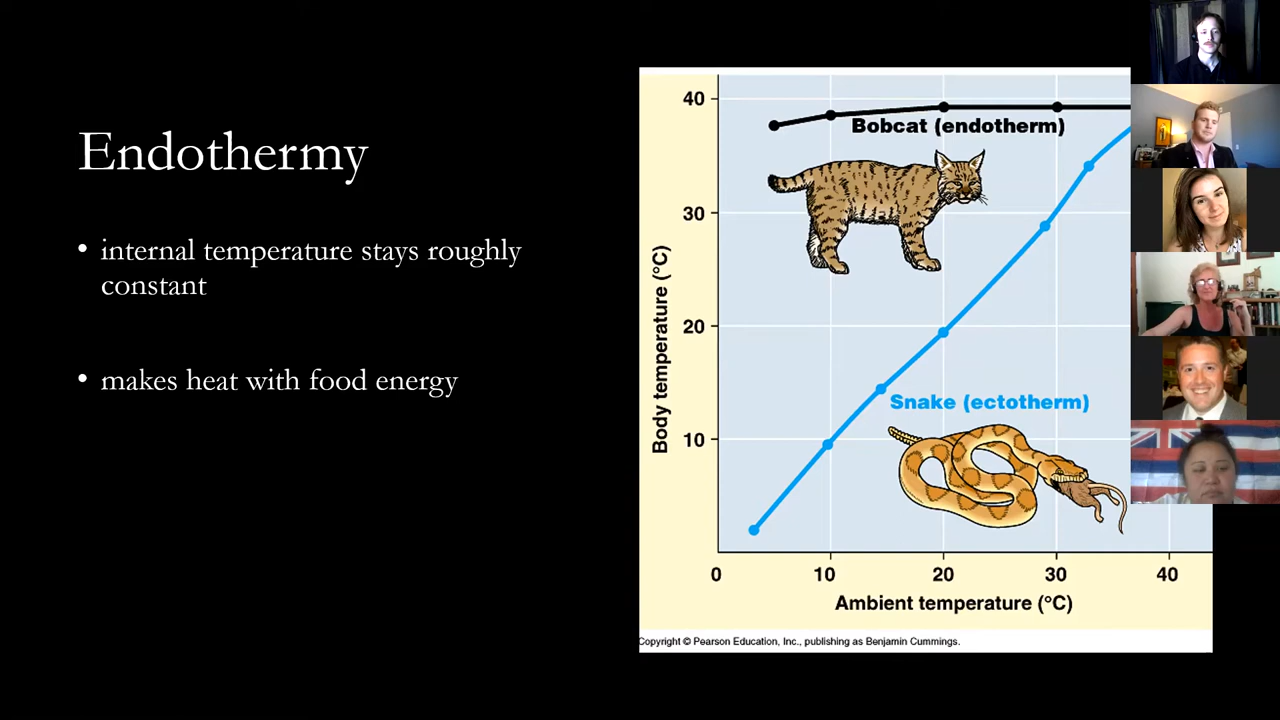 Endothermy
• internal temperature stays roughly
constant
• makes heat with food energy
40
30
20
10
Body temperature (°C)
Bobcat (endotherm)
Snake (ectotherm)
0 10 20 30 40
Ambient temperature (°C)
Copyright © Pearson Education, Inc., publishing as Benjamin Cummings.